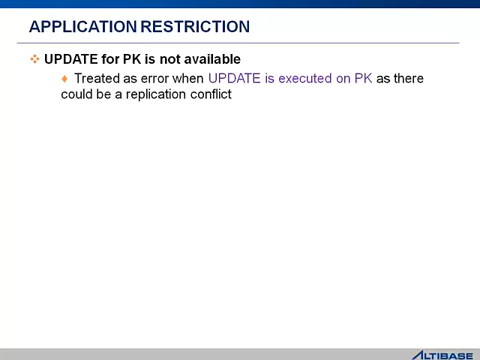 APPLICATION RESTRICTION
UPDATE for PK is not available
Treated as error when UPDATE is executed on PK as there
could be a replication conflict
ALTIBASE